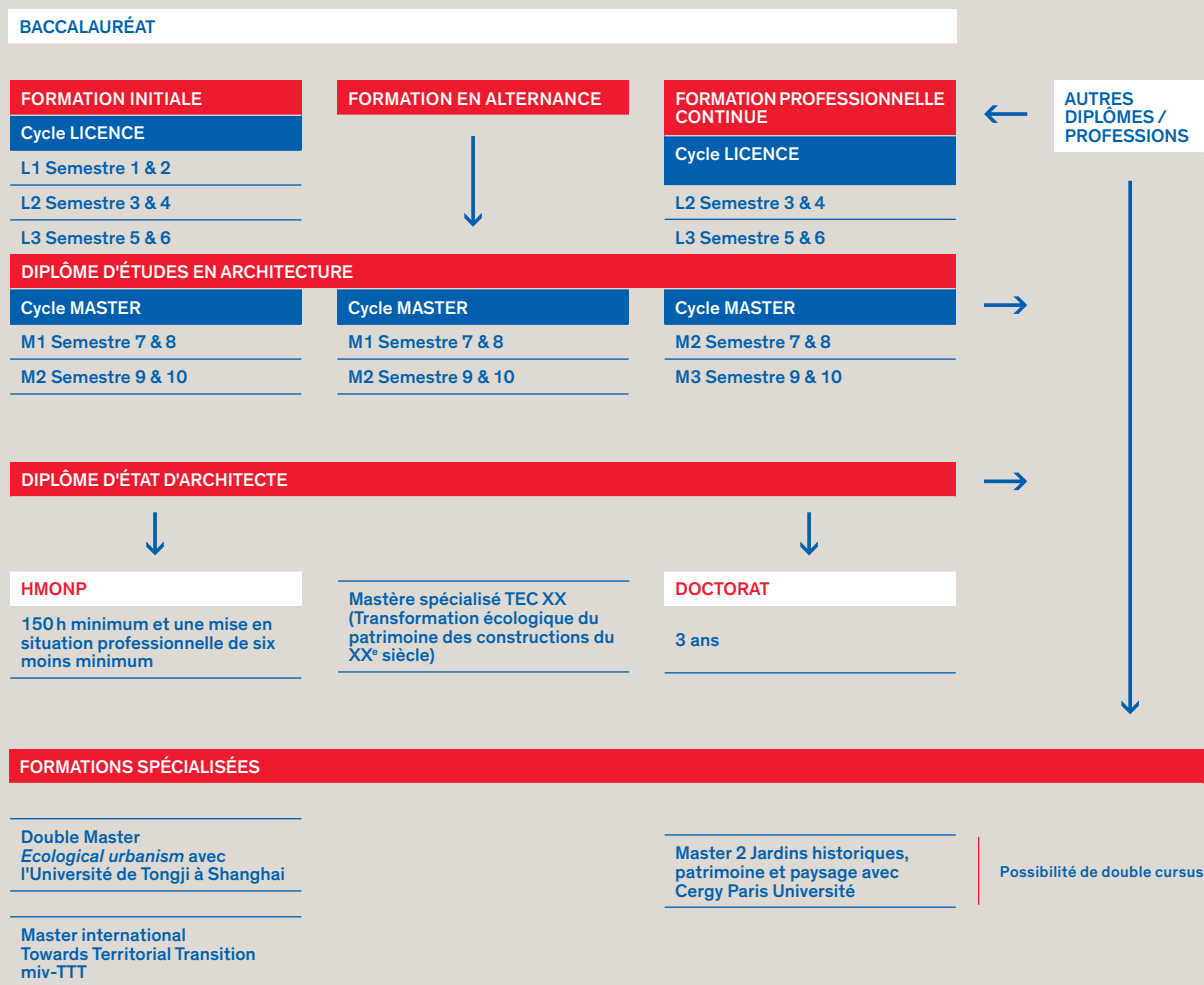 BACCALAURÉAT
FORMATION INITIALE
Cycle LICENCE
L1 Semestre 1 & 2
L2 Semestre 3 & 4
L3 Semestre 5 & 6
FORMATION EN ALTERNANCE
FORMATION PROFESSIONNELLE
CONTINUE
Cycle LICENCE
L2 Semestre 3 & 4
L3 Semestre 5 & 6
AUTRES
DIPLÔMES /
PROFESSIONS
DIPLÔME D'ÉTUDES EN ARCHITECTURE
Cycle MASTER
M1 Semestre 7 & 8
M2 Semestre 9 & 10
Cycle MASTER
M1 Semestre 7 & 8
M2 Semestre 9 & 10
Cycle MASTER
M2 Semestre 7 & 8
M3 Semestre 9 & 10
DIPLÔME D'ÉTAT D'ARCHITECTE
HMONP
150 h minimum et une mise en
situation professionnelle de six
moins minimum
Mastère spécialisé TEC XX
(Transformation écologique du
patrimoine des constructions du
XXe siècle)
DOCTORAT
3 ans
FORMATIONS SPÉCIALISÉES
Double Master
Ecological urbanism avec
l'Université de Tongji à Shanghai
Master international
Towards Territorial Transition
miv-TTT
Master 2 Jardins historiques,
patrimoine et paysage avec
Cergy Paris Université
Possibilité de double cursus